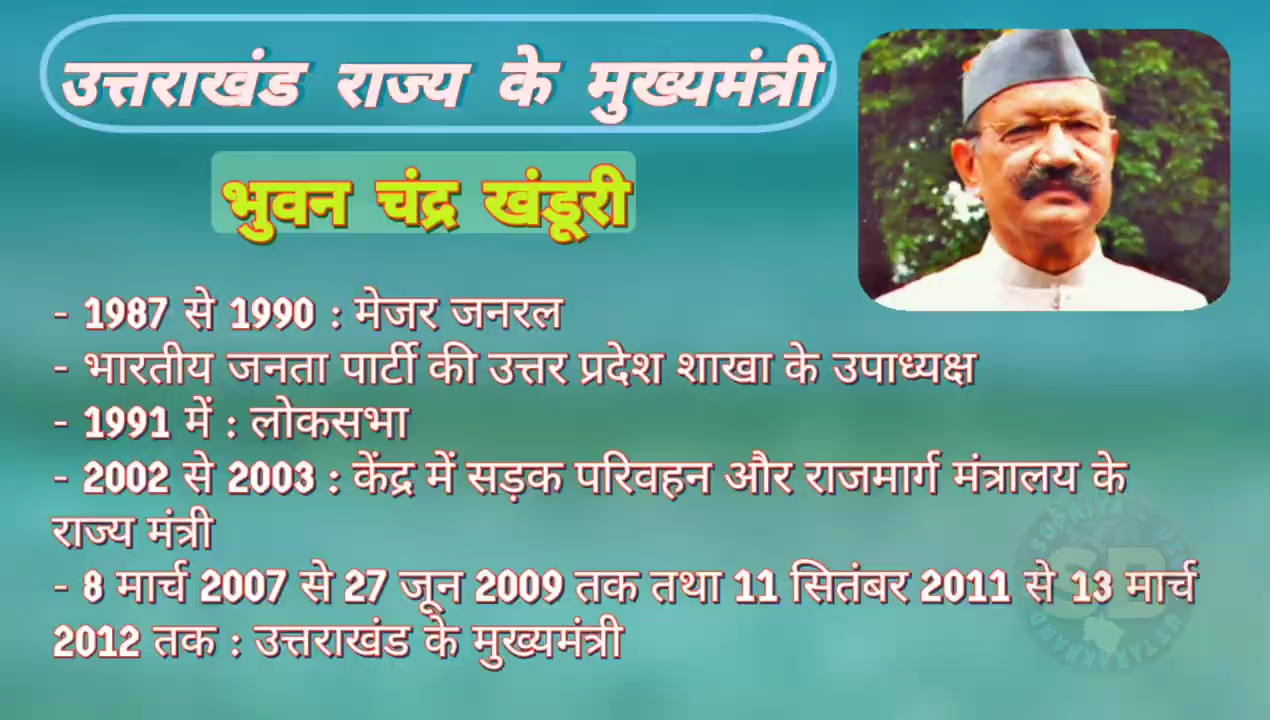 उत्तराखंड राज्य के मुख्यमंत्री
भुवन चंद्र खंडूरी
- 1987 से 1990 : मेजर जनरल
- भारतीय जनता पार्टी की उत्तर प्रदेश शाखा के उपाध्यक्ष
- 1991 में : लोकसभा
- 2002 से 2003 : केंद्र में सड़क परिवहन और राजमार्ग मंत्रालय के
राज्य मंत्री
- 8 मार्च 2007 से 27 जून 2009 तक तथा 11 सितंबर 2011 से 13 मार्च
2012 तक : उत्तराखंड के मुख्यमंत्री